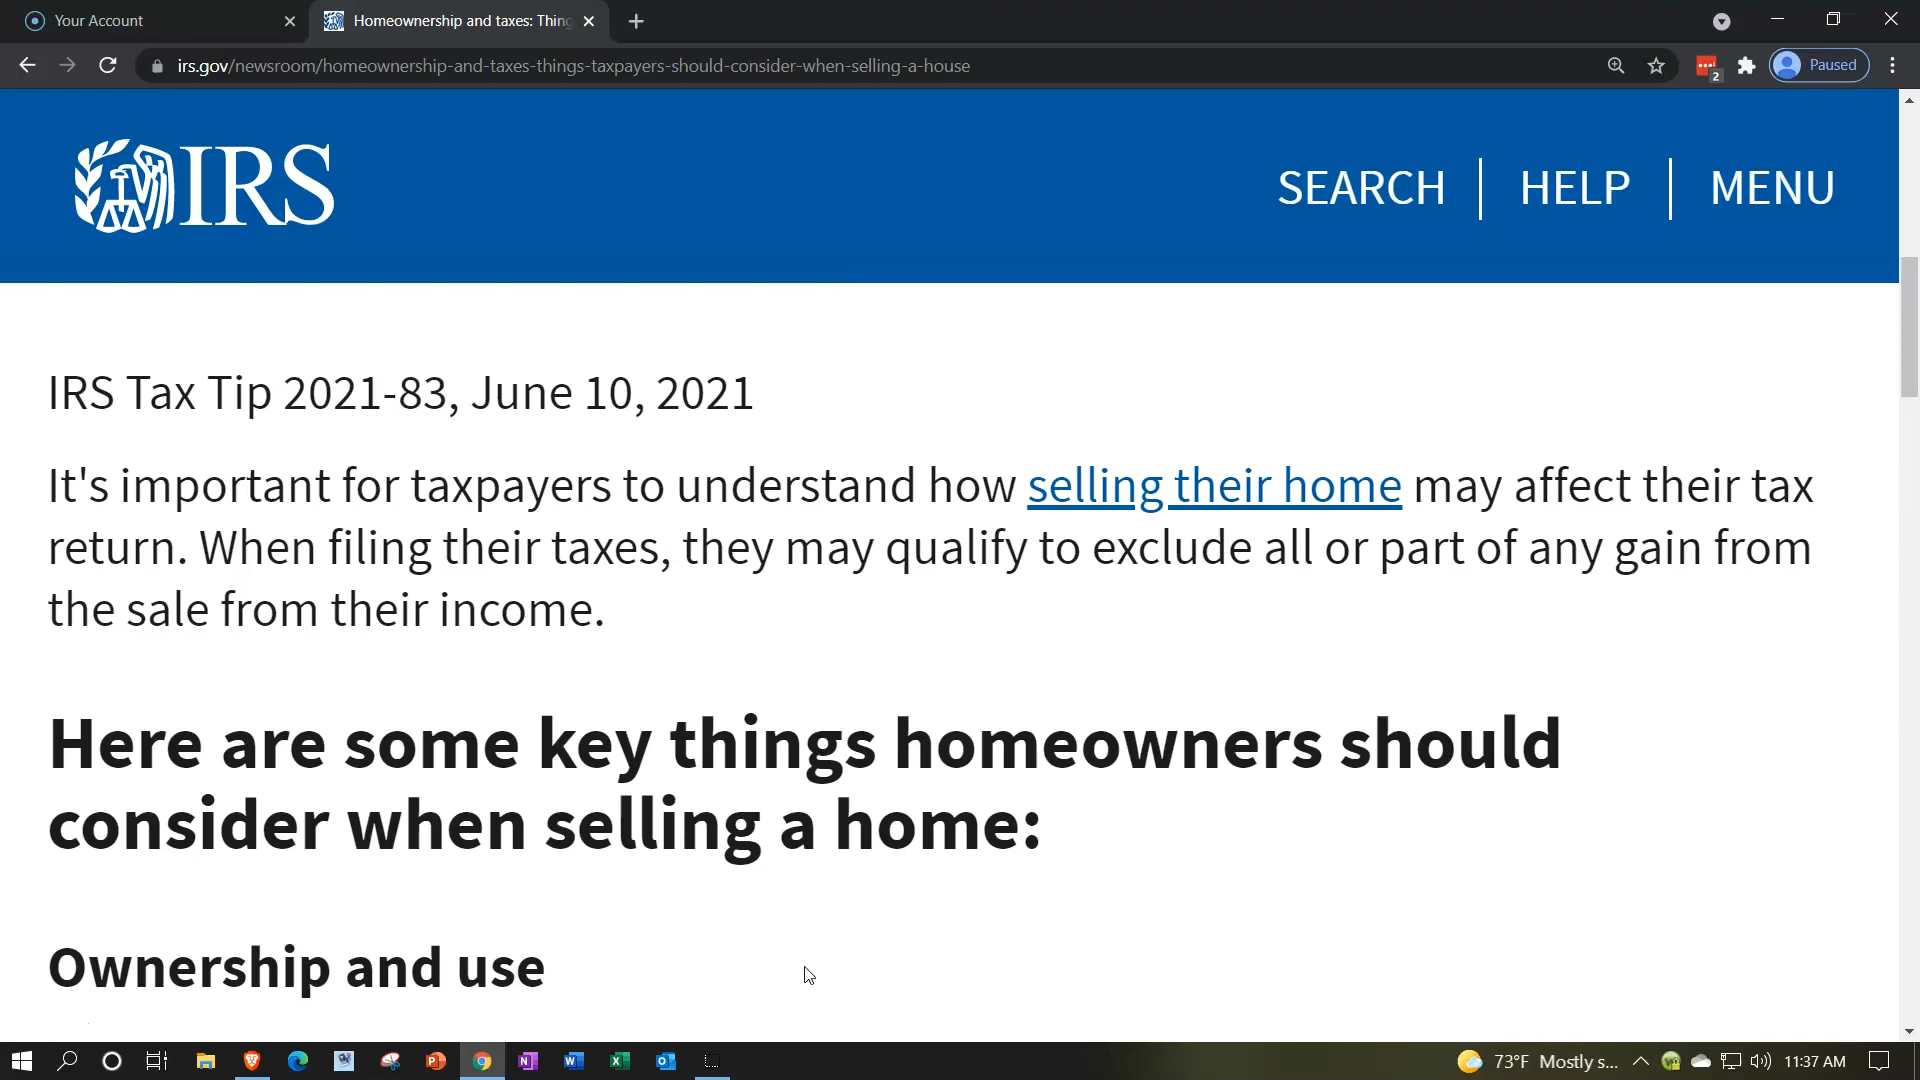 Your Account
Homeownership and taxes: Thing
irs.gov/newsroom/homeownership-and-taxes-things-taxpayers-should-consider-when-selling-a-house
2
Paused
IRS
SEARCH | HELP | MENU
IRS Tax Tip 2021-83, June 10, 2021
It's important for taxpayers to understand how selling their home may affect their tax
return. When filing their taxes, they may qualify to exclude all or part of any gain from
the sale from their income.
Here are some key things homeowners should
consider when selling a home:
Ownership and use
73°F Mostly s...
11:37 AM